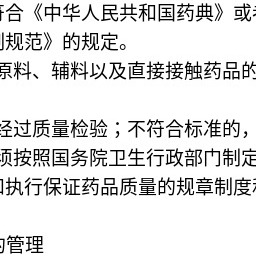 符合《中华人民共和国药典》或
制规范》的规定。
原料、辅料以及直接接触药品的
经过质量检验；不符合标准的，
须按照国务院卫生行政部门制定
和执行保证药品质量的规章制度
的管理